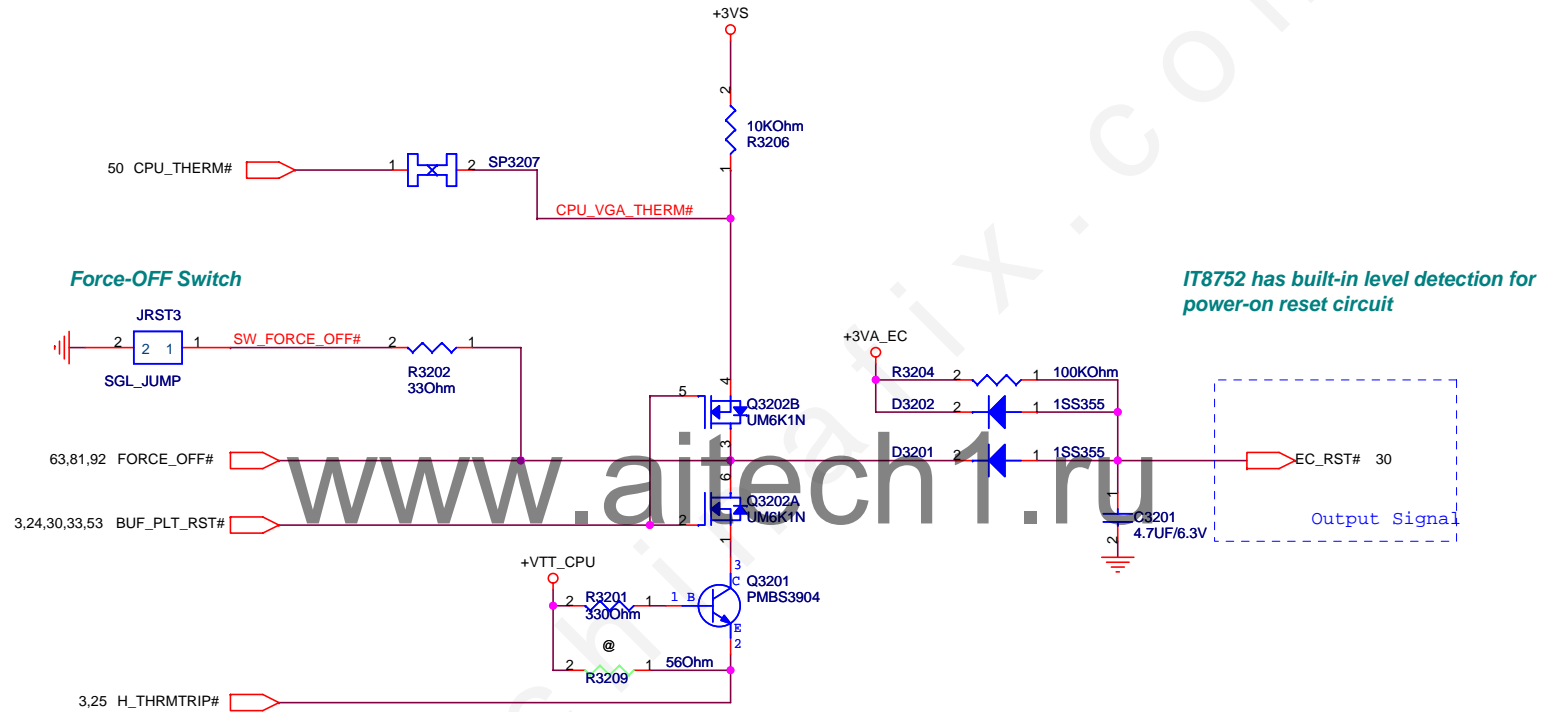 +3VS
2
10KOhm
R3206
1
50 CPU_THERM#
1
2
SP3207
CPU_VGA_THERM#
Force-OFF Switch
IT8752 has built-in level detection for
power-on reset circuit
JRST3
2
2 1
1
SW_FORCE_OFF#
2
1
R3202
33Ohm
SGL_JUMP
+3VA_EC
R3204
2
1
100KOhm
D3202
2
1
1SS355
4
5
Q3202B
UM6K1N
3
63,81,92 FORCE_OFF#
D3201
2
1
1SS355
EC_RST# 30
6
Q3202A
UM6K1N
3,24,30,33,53 BUF_PLT_RST#
2
1
1
C3201
4.7UF/6.3V
2
Output Signal
+VTT_CPU
3
C
Q3201
PMBS3904
2
R3201
330Ohm
1
1 B
E
2
@
2
R3209
1
56Ohm
3,25 H_THRMTRIP#
www.aitech1.ru
chinafix.com